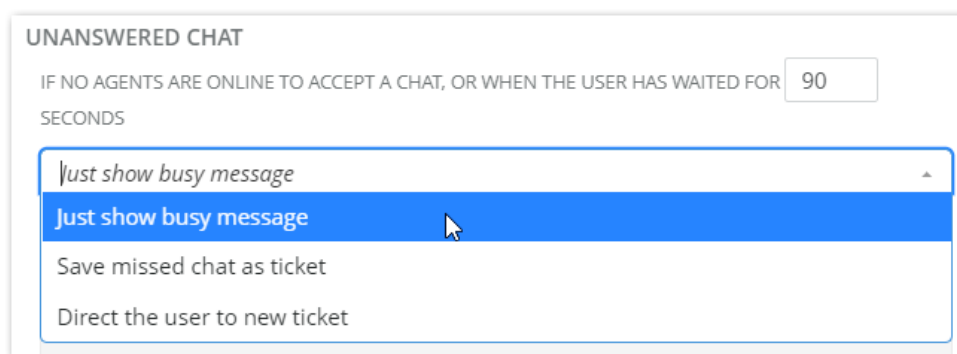 UNANSWERED CHAT
IF NO AGENTS ARE ONLINE TO ACCEPT A CHAT, OR WHEN THE USER HAS WAITED FOR 90
SECONDS
Just show busy message
Just show busy message
Save missed chat as ticket
Direct the user to new ticket